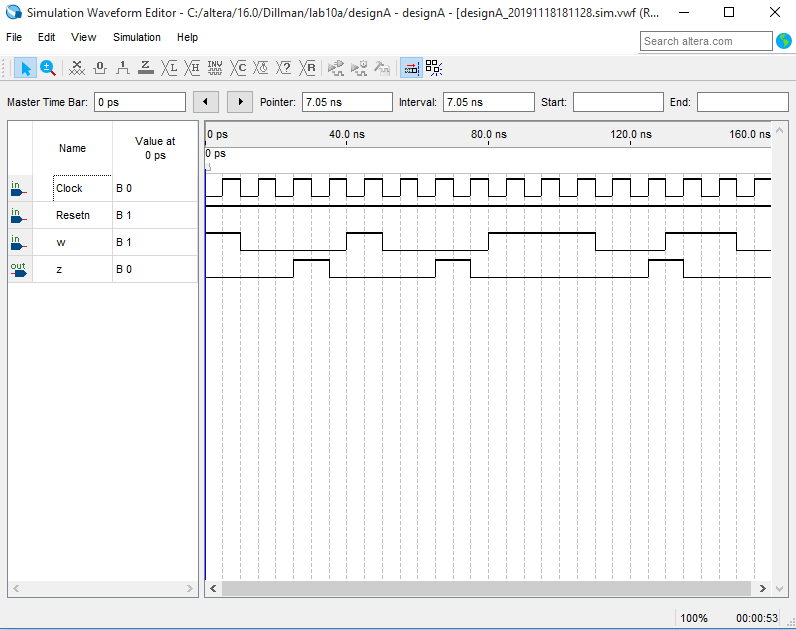 Simulation Waveform Editor - C:/altera/16.0/Dillman/lab10a/designA - designA - [designA_20191118181128.sim.vwf (R...
File Edit View Simulation Help
Search altera.com
Master Time Bar: 0 ps Pointer: 7.05 ns Interval: 7.05 ns Start: End:
Name Value at 0 ps
0 ps 40.0 ns 80.0 ns 120.0 ns 160.0 ns
0 ps
in Clock B 0
in Resetn B 1
in w B 1
out z B 0
100% 00:00:53